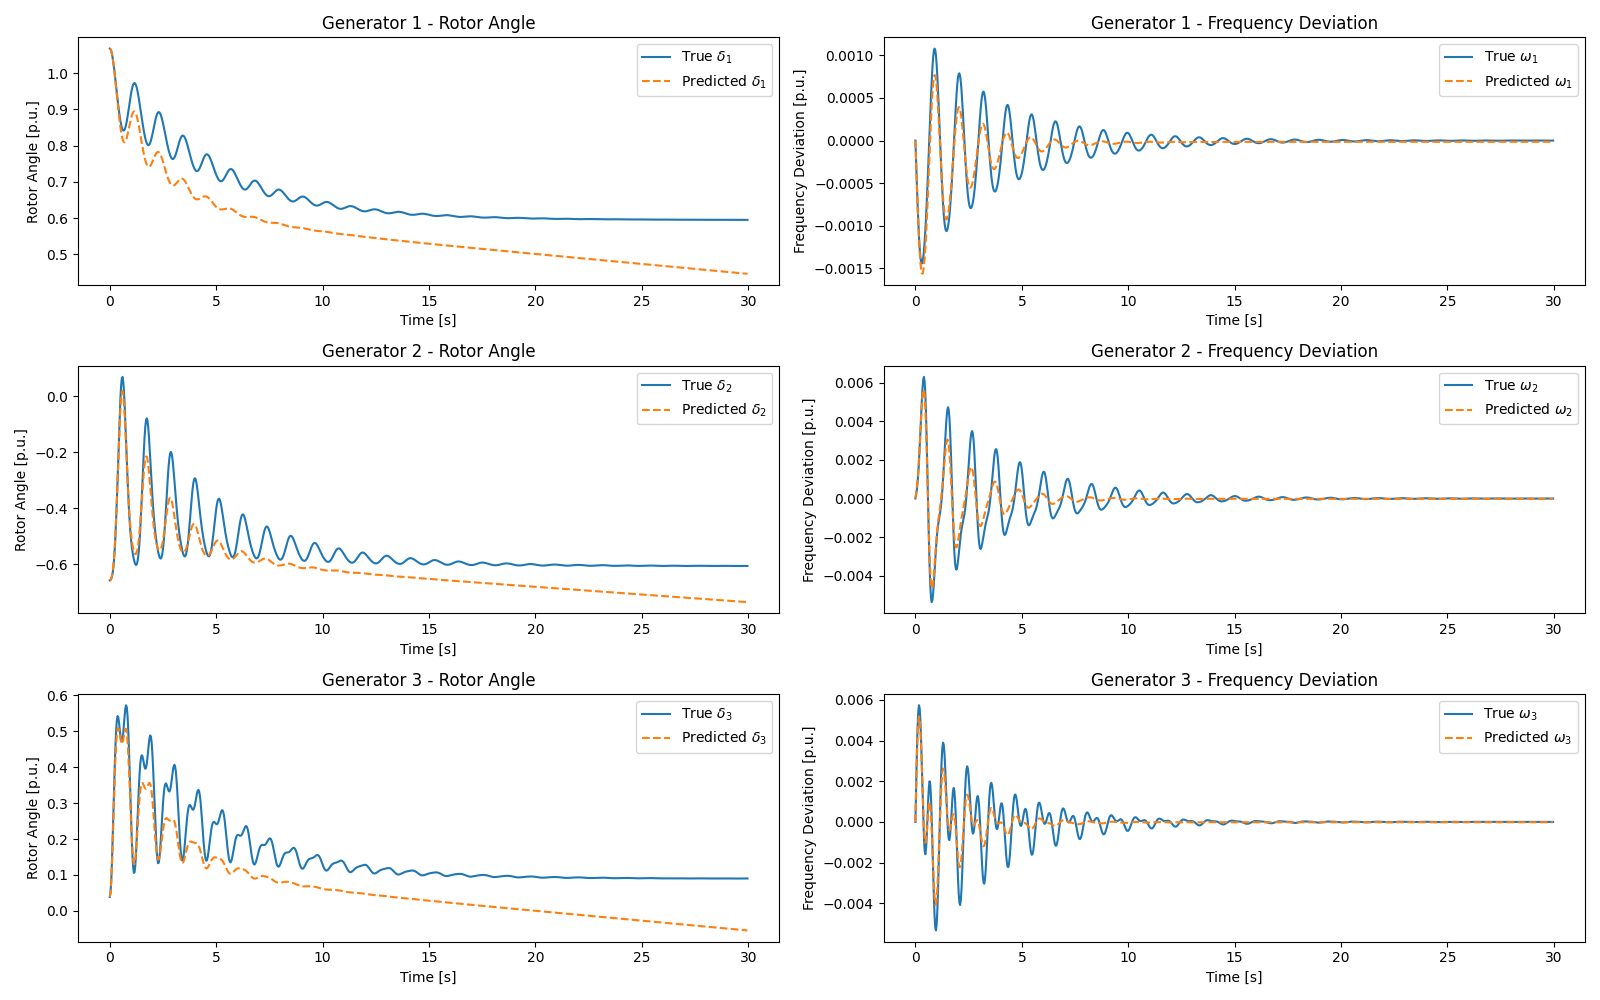 Generator 1 - Rotor Angle
Rotor Angle [p.u.]
1.0
0.9
0.8
0.7
0.6
0.5
True δ₁
Predicted δ₁
0 5 10 15 20 25 30
Time [s]
Generator 1 - Frequency Deviation
Frequency Deviation [p.u.]
0.0010
0.0005
0.0000
−0.0005
−0.0010
−0.0015
True ω₁
Predicted ω₁
0 5 10 15 20 25 30
Time [s]
Generator 2 - Rotor Angle
Rotor Angle [p.u.]
0.0
−0.2
−0.4
−0.6
True δ₂
Predicted δ₂
0 5 10 15 20 25 30
Time [s]
Generator 2 - Frequency Deviation
Frequency Deviation [p.u.]
0.006
0.004
0.002
0.000
−0.002
−0.004
True ω₂
Predicted ω₂
0 5 10 15 20 25 30
Time [s]
Generator 3 - Rotor Angle
Rotor Angle [p.u.]
0.6
0.5
0.4
0.3
0.2
0.1
0.0
True δ₃
Predicted δ₃
0 5 10 15 20 25 30
Time [s]
Generator 3 - Frequency Deviation
Frequency Deviation [p.u.]
0.006
0.004
0.002
0.000
−0.002
−0.004
True ω₃
Predicted ω₃
0 5 10 15 20 25 30
Time [s]